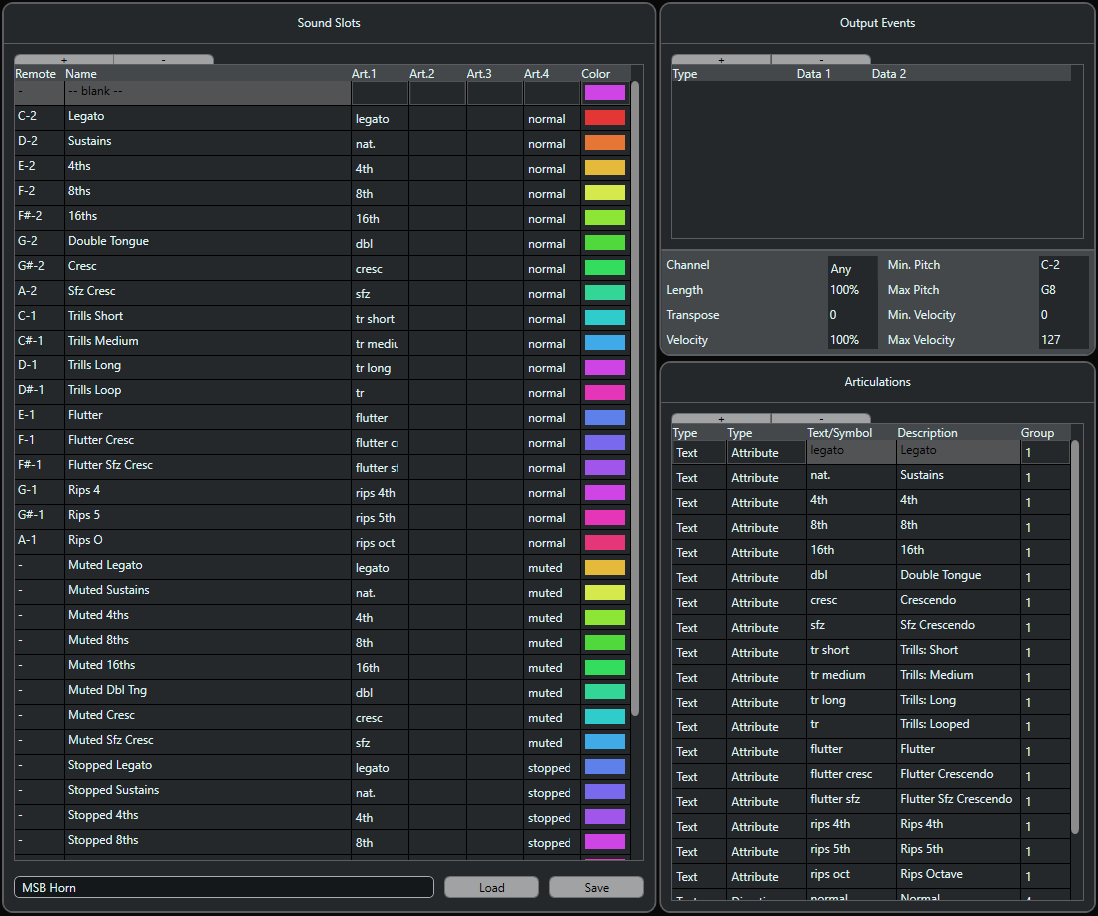 Sound Slots
+ -
Remote Name Art.1 Art.2 Art.3 Art.4 Color
- -- blank --
C-2 Legato legato normal
D-2 Sustains nat. normal
E-2 4ths 4th normal
F-2 8ths 8th normal
F#-2 16ths 16th normal
G-2 Double Tongue dbl normal
G#-2 Cresc cresc normal
A-2 Sfz Cresc sfz normal
C-1 Trills Short tr short normal
C#-1 Trills Medium tr mediu normal
D-1 Trills Long tr long normal
D#-1 Trills Loop tr normal
E-1 Flutter flutter normal
F-1 Flutter Cresc flutter c normal
F#-1 Flutter Sfz Cresc flutter s normal
G-1 Rips 4 rips 4th normal
G#-1 Rips 5 rips 5th normal
A-1 Rips O rips oct normal
- Muted Legato legato muted
- Muted Sustains nat. muted
- Muted 4ths 4th muted
- Muted 8ths 8th muted
- Muted 16ths 16th muted
- Muted Dbl Tng dbl muted
- Muted Cresc cresc muted
- Muted Sfz Cresc sfz muted
- Stopped Legato legato stopped
- Stopped Sustains nat. stopped
- Stopped 4ths 4th stopped
- Stopped 8ths 8th stopped
MSB Horn Load Save
Output Events
+ -
Type Data 1 Data 2
Channel Any Min. Pitch C-2
Length 100% Max Pitch G8
Transpose 0 Min. Velocity 0
Velocity 100% Max Velocity 127
Articulations
+ -
Type Type Text/Symbol Description Group
Text Attribute legato Legato 1
Text Attribute nat. Sustains 1
Text Attribute 4th 4th 1
Text Attribute 8th 8th 1
Text Attribute 16th 16th 1
Text Attribute dbl Double Tongue 1
Text Attribute cresc Crescendo 1
Text Attribute sfz Sfz Crescendo 1
Text Attribute tr short Trills: Short 1
Text Attribute tr medium Trills: Medium 1
Text Attribute tr long Trills: Long 1
Text Attribute tr Trills: Looped 1
Text Attribute flutter Flutter 1
Text Attribute flutter cresc Flutter Crescendo 1
Text Attribute flutter sfz Flutter Sfz Crescendo 1
Text Attribute rips 4th Rips 4th 1
Text Attribute rips 5th Rips 5th 1
Text Attribute rips oct Rips Octave 1
Text Direction normal Normal 4